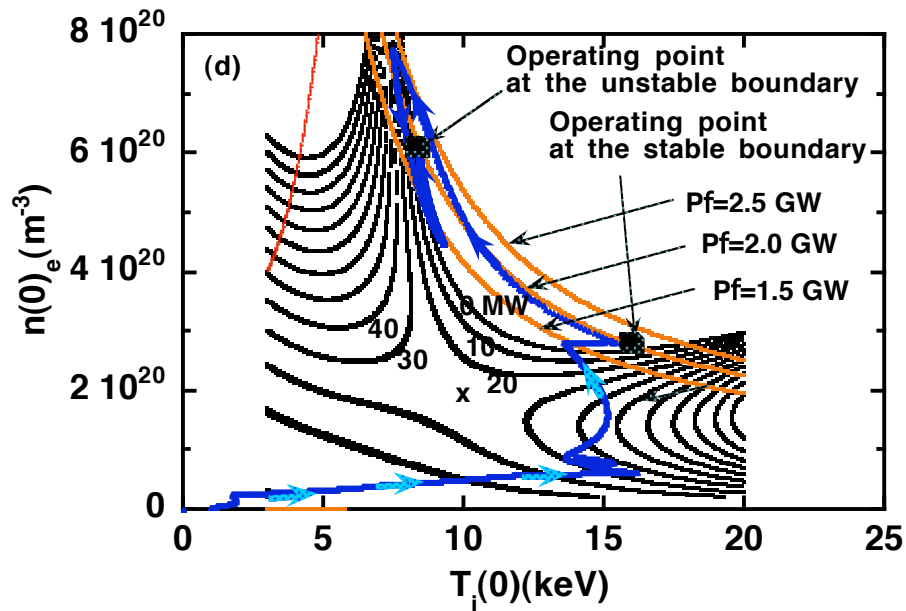 8 10^20
(d)
Operating point
at the unstable boundary
Operating point
at the stable boundary
6 10^20
Pf=2.5 GW
Pf=2.0 GW
Pf=1.5 GW
4 10^20
0 MW
40
30
10
20
x
2 10^20
0
n(0)_e(m^-3)
0 5 10 15 20 25
T_i(0)(keV)